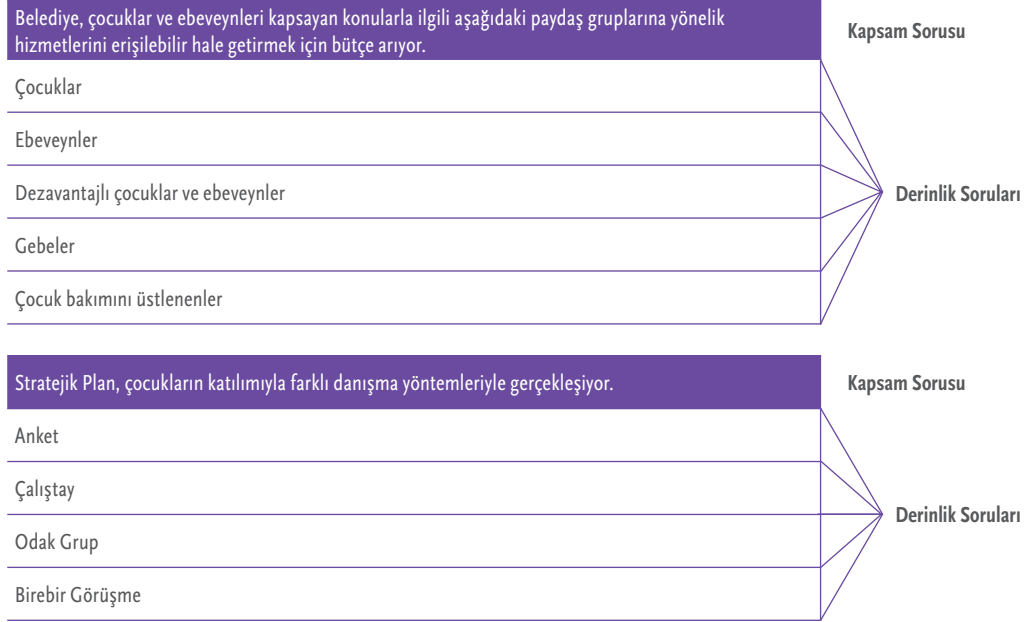 Belediye, çocuklar ve ebeveynleri kapsayan konularla ilgili aşağıdaki paydaş gruplarına yönelik
hizmetlerini erişilebilir hale getirmek için bütçe arıyor.
Kapsam Sorusu
Çocuklar
Ebeveynler
Dezavantajlı çocuklar ve ebeveynler
Derinlik Soruları
Gebeler
Çocuk bakımını üstlenenler
Stratejik Plan, çocukların katılımıyla farklı danışma yöntemleriyle gerçekleşiyor.
Kapsam Sorusu
Anket
Çalıştay
Derinlik Soruları
Odak Grup
Birebir Görüşme